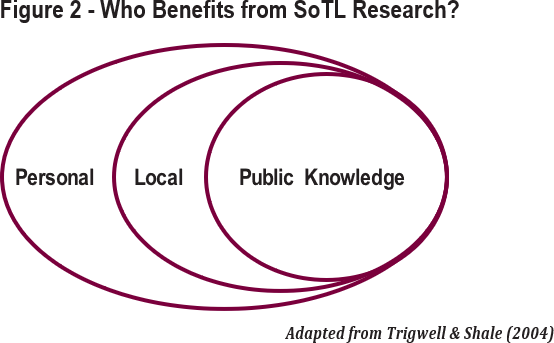 Figure 2 - Who Benefits from SoTL Research?
Personal Local Public Knowledge
Adapted from Trigwell & Shale (2004)